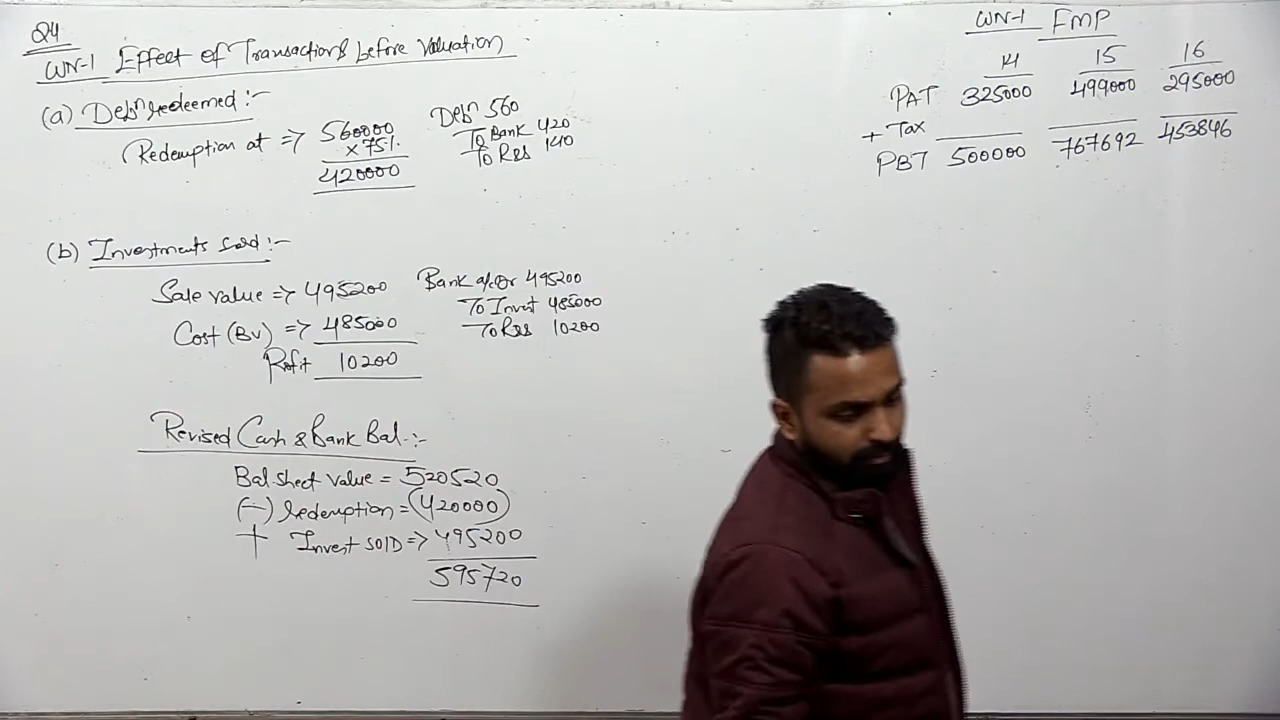 Q4
WN-1 Effect of Transactions before Valuation
(a) Debn redeemed :-
Redemption at => 560000
x 75%
420000
Debn 560
To Bank 420
To Res 140
(b) Investments sold :-
Sale value => 495200
Cost (BV) => 485000
Profit 10200
Bank a/c Dr 495200
To Invest 485000
To Res 10200
Revised Cash & Bank Bal :-
Bal sheet value = 520520
(-) Redemption = (420000)
+ Invest SOLD => 495200
595720
WN-1 FMP
14 15 16
PAT 325000 499000 295000
+ Tax
PBT 500000 767692 453846